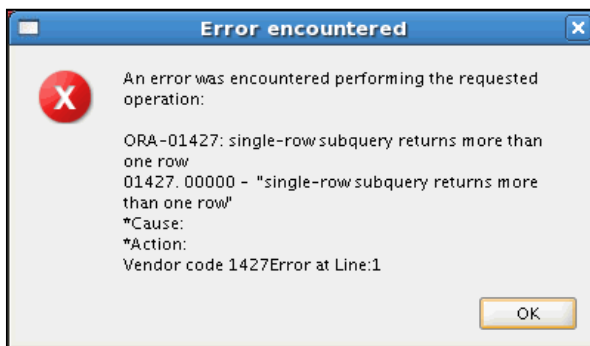 Error encountered
An error was encountered performing the requested
operation:
ORA-01427: single-row subquery returns more than
one row
01427. 00000 - "single-row subquery returns more
than one row"
*Cause:
*Action:
Vendor code 1427Error at Line:1
OK